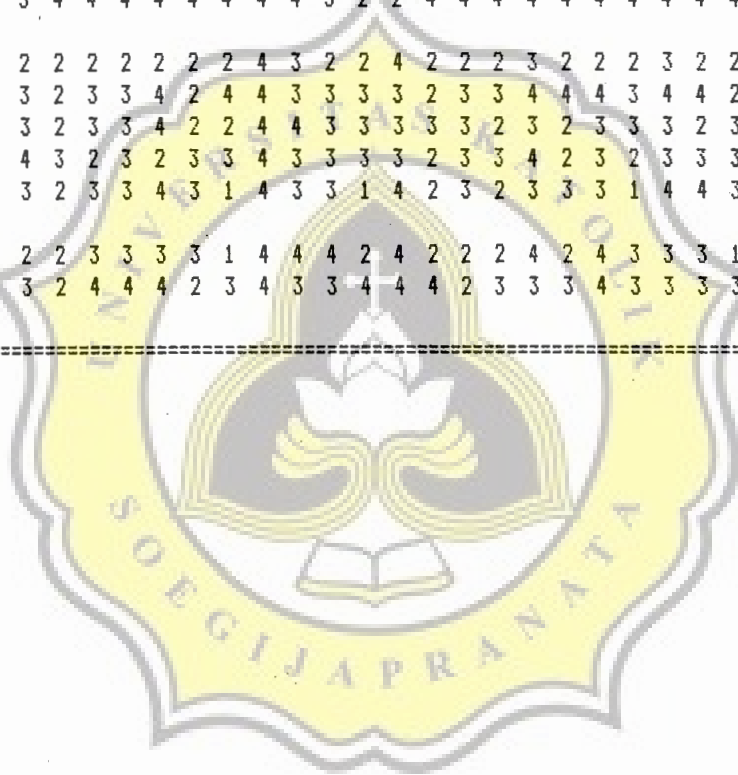 2 2 2 2 2 2 2 4 3 2 2 4 2 2 2 3 2 2 2 3 2 2
3 2 3 3 4 2 4 4 3 3 3 3 2 3 3 4 4 4 3 4 4 2
3 2 3 3 4 2 2 4 4 3 3 3 3 3 2 3 2 3 3 3 2 3
4 3 2 3 2 3 3 4 3 3 3 3 2 3 3 4 2 3 2 3 3 3
3 2 3 3 4 3 1 4 3 3 1 4 2 3 2 3 3 3 1 4 4 3
2 2 3 3 3 3 1 4 4 4 2 4 2 2 2 4 2 4 3 3 3 1
3 2 4 4 4 2 3 4 3 3 4 4 4 2 3 3 3 4 3 3 3 3
UNIVERSITAS KATOLIK
SOEGIJAPRANATA